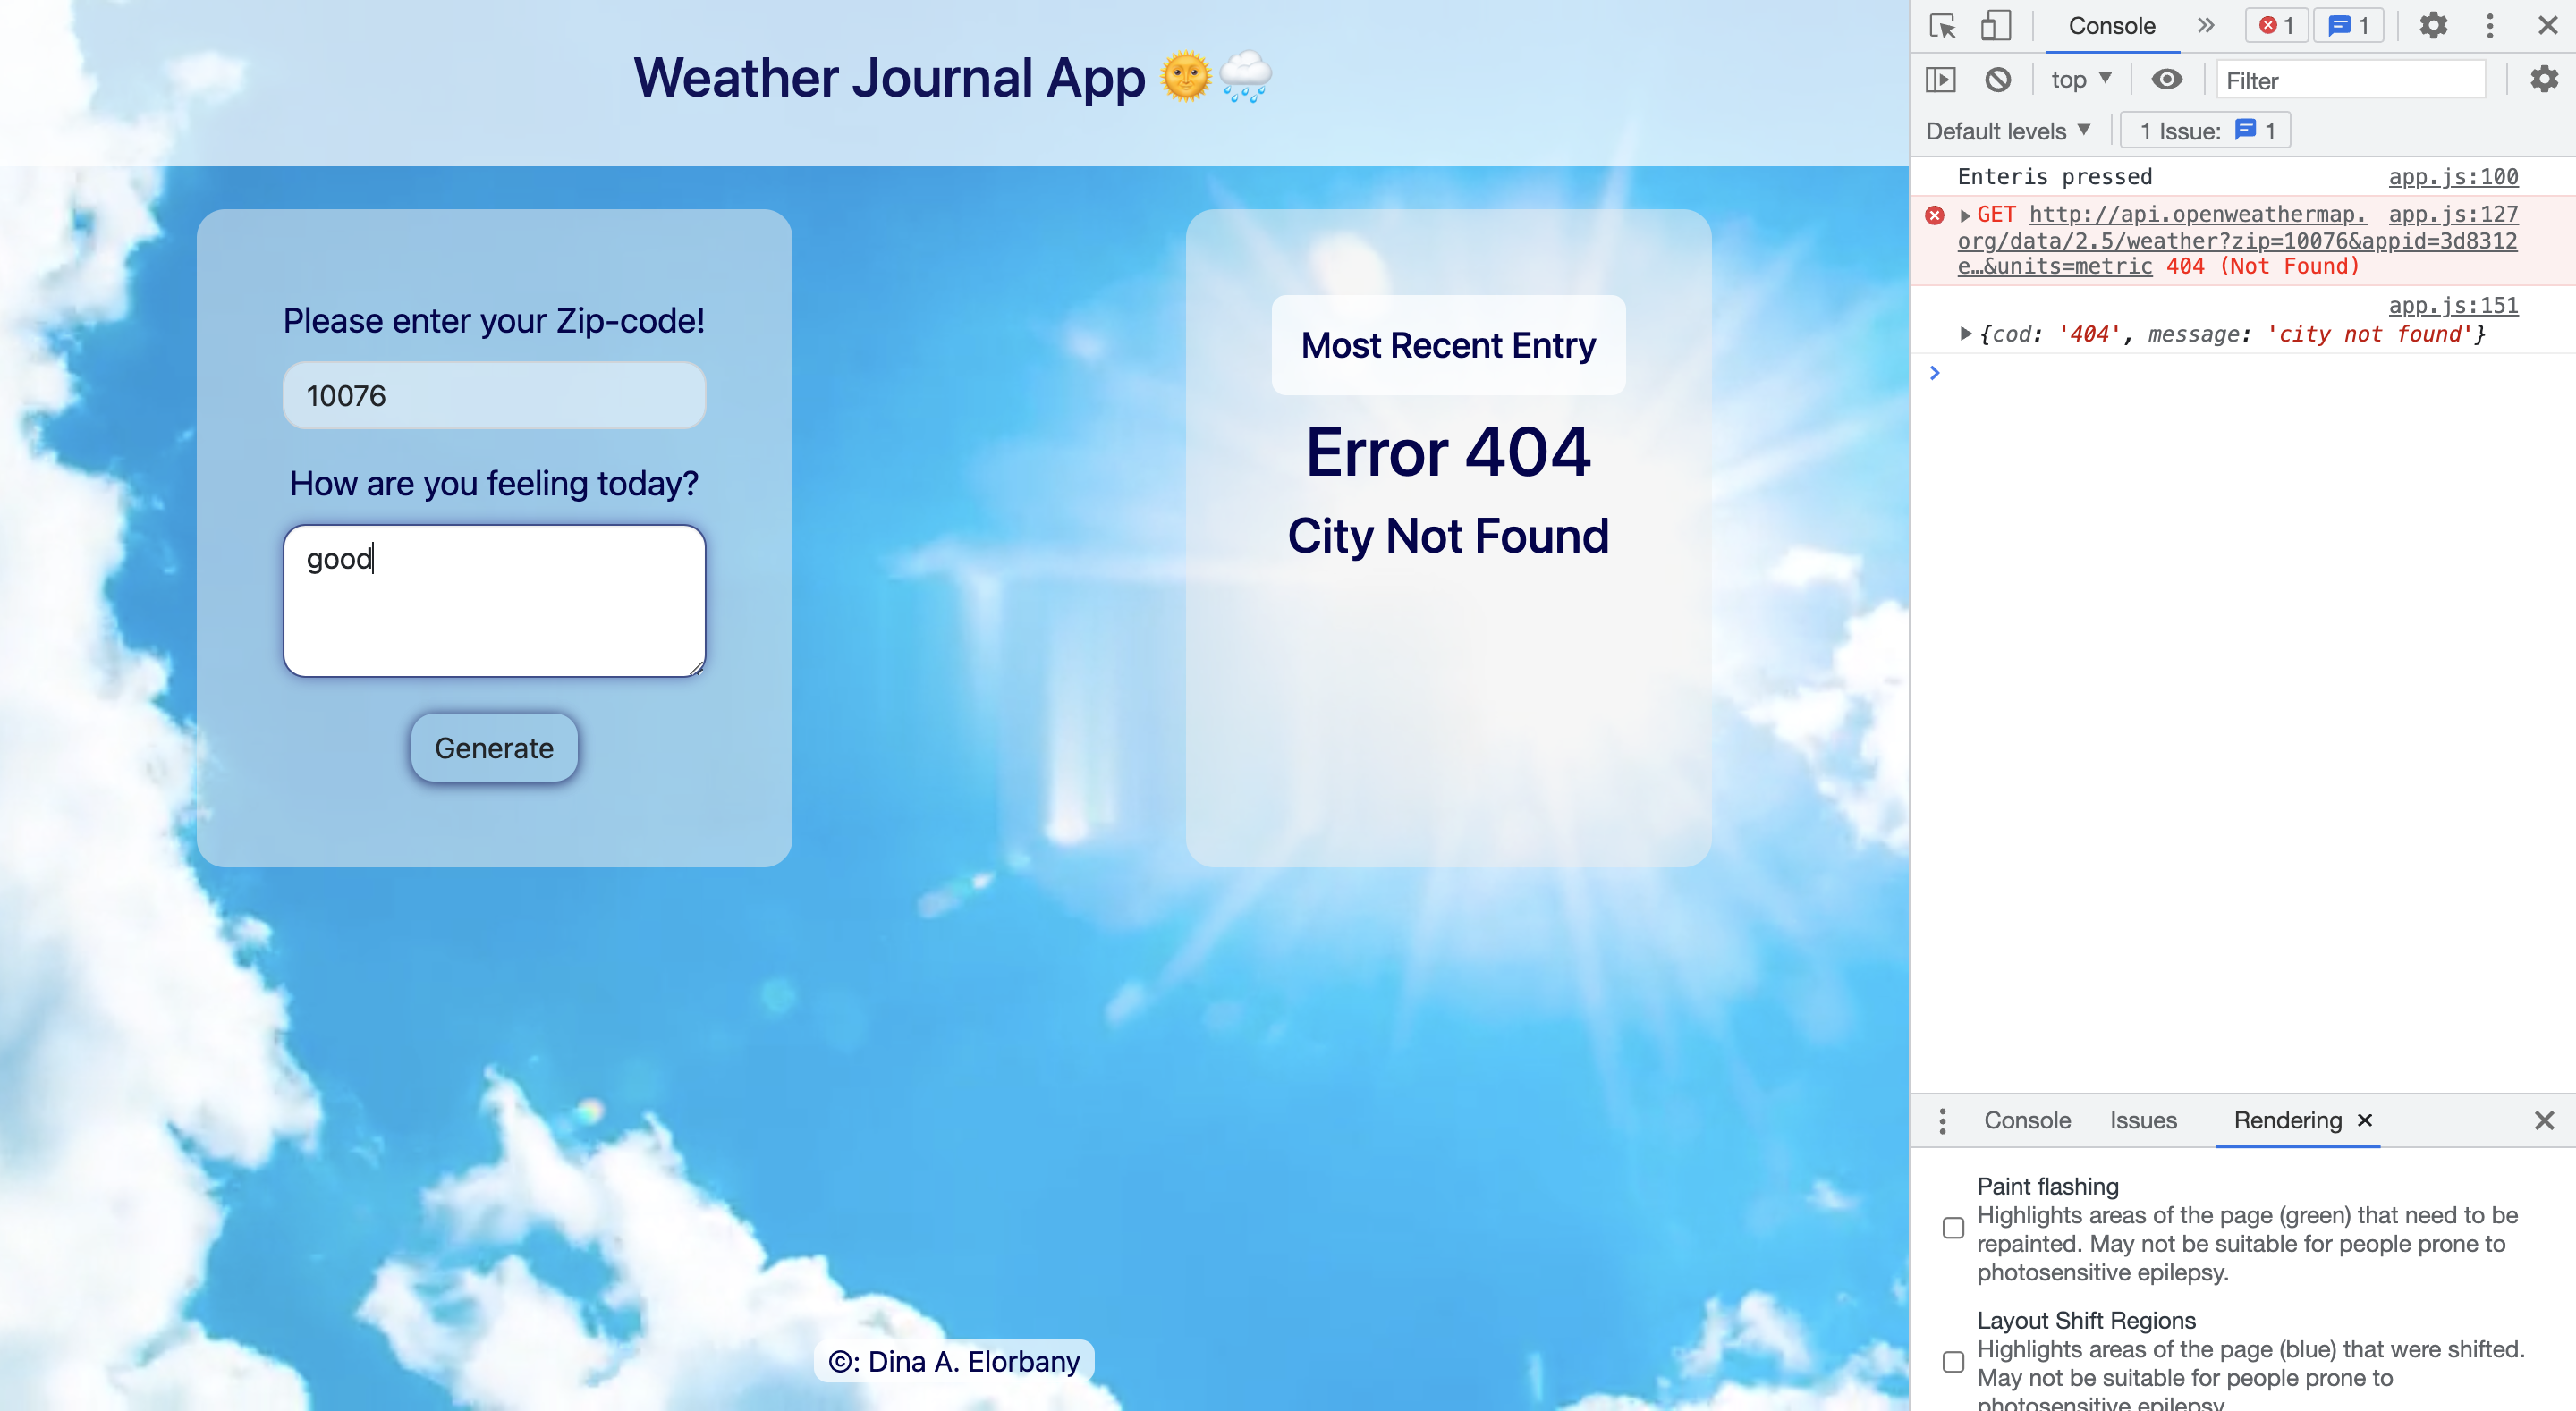 Weather Journal App 🌞🌧️
Please enter your Zip-code!
10076
How are you feeling today?
good
Generate
Most Recent Entry
Error 404
City Not Found
©: Dina A. Elorbany
Console
1
1
top
Filter
Default levels
1 Issue: 1
Enteris pressed app.js:100
GET http://api.openweathermap. app.js:127
org/data/2.5/weather?zip=10076&appid=3d8312
e…&units=metric 404 (Not Found)
app.js:151
{cod: '404', message: 'city not found'}
Console Issues Rendering
Paint flashing
Highlights areas of the page (green) that need to be
repainted. May not be suitable for people prone to
photosensitive epilepsy.
Layout Shift Regions
Highlights areas of the page (blue) that were shifted.
May not be suitable for people prone to
photosensitive epilepsy.